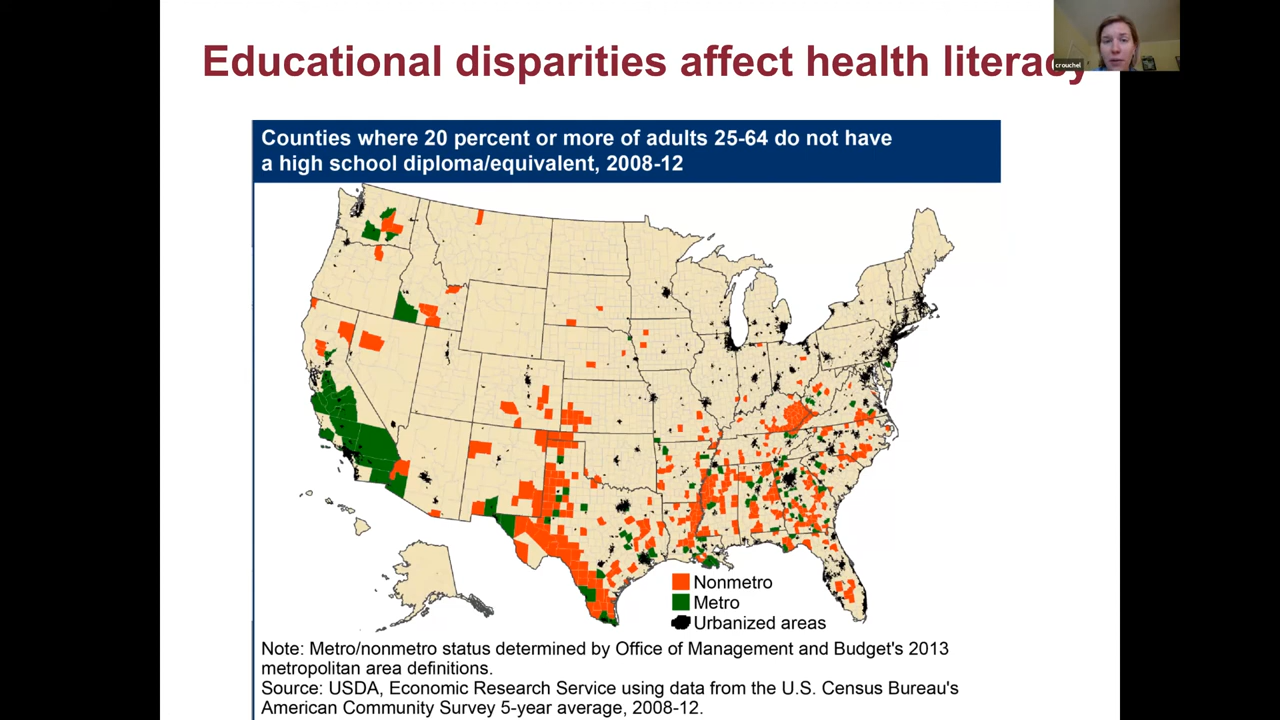 Educational disparities affect health literacy
crouchel
Counties where 20 percent or more of adults 25-64 do not have
a high school diploma/equivalent, 2008-12
Nonmetro
Metro
Urbanized areas
Note: Metro/nonmetro status determined by Office of Management and Budget's 2013
metropolitan area definitions.
Source: USDA, Economic Research Service using data from the U.S. Census Bureau's
American Community Survey 5-year average, 2008-12.